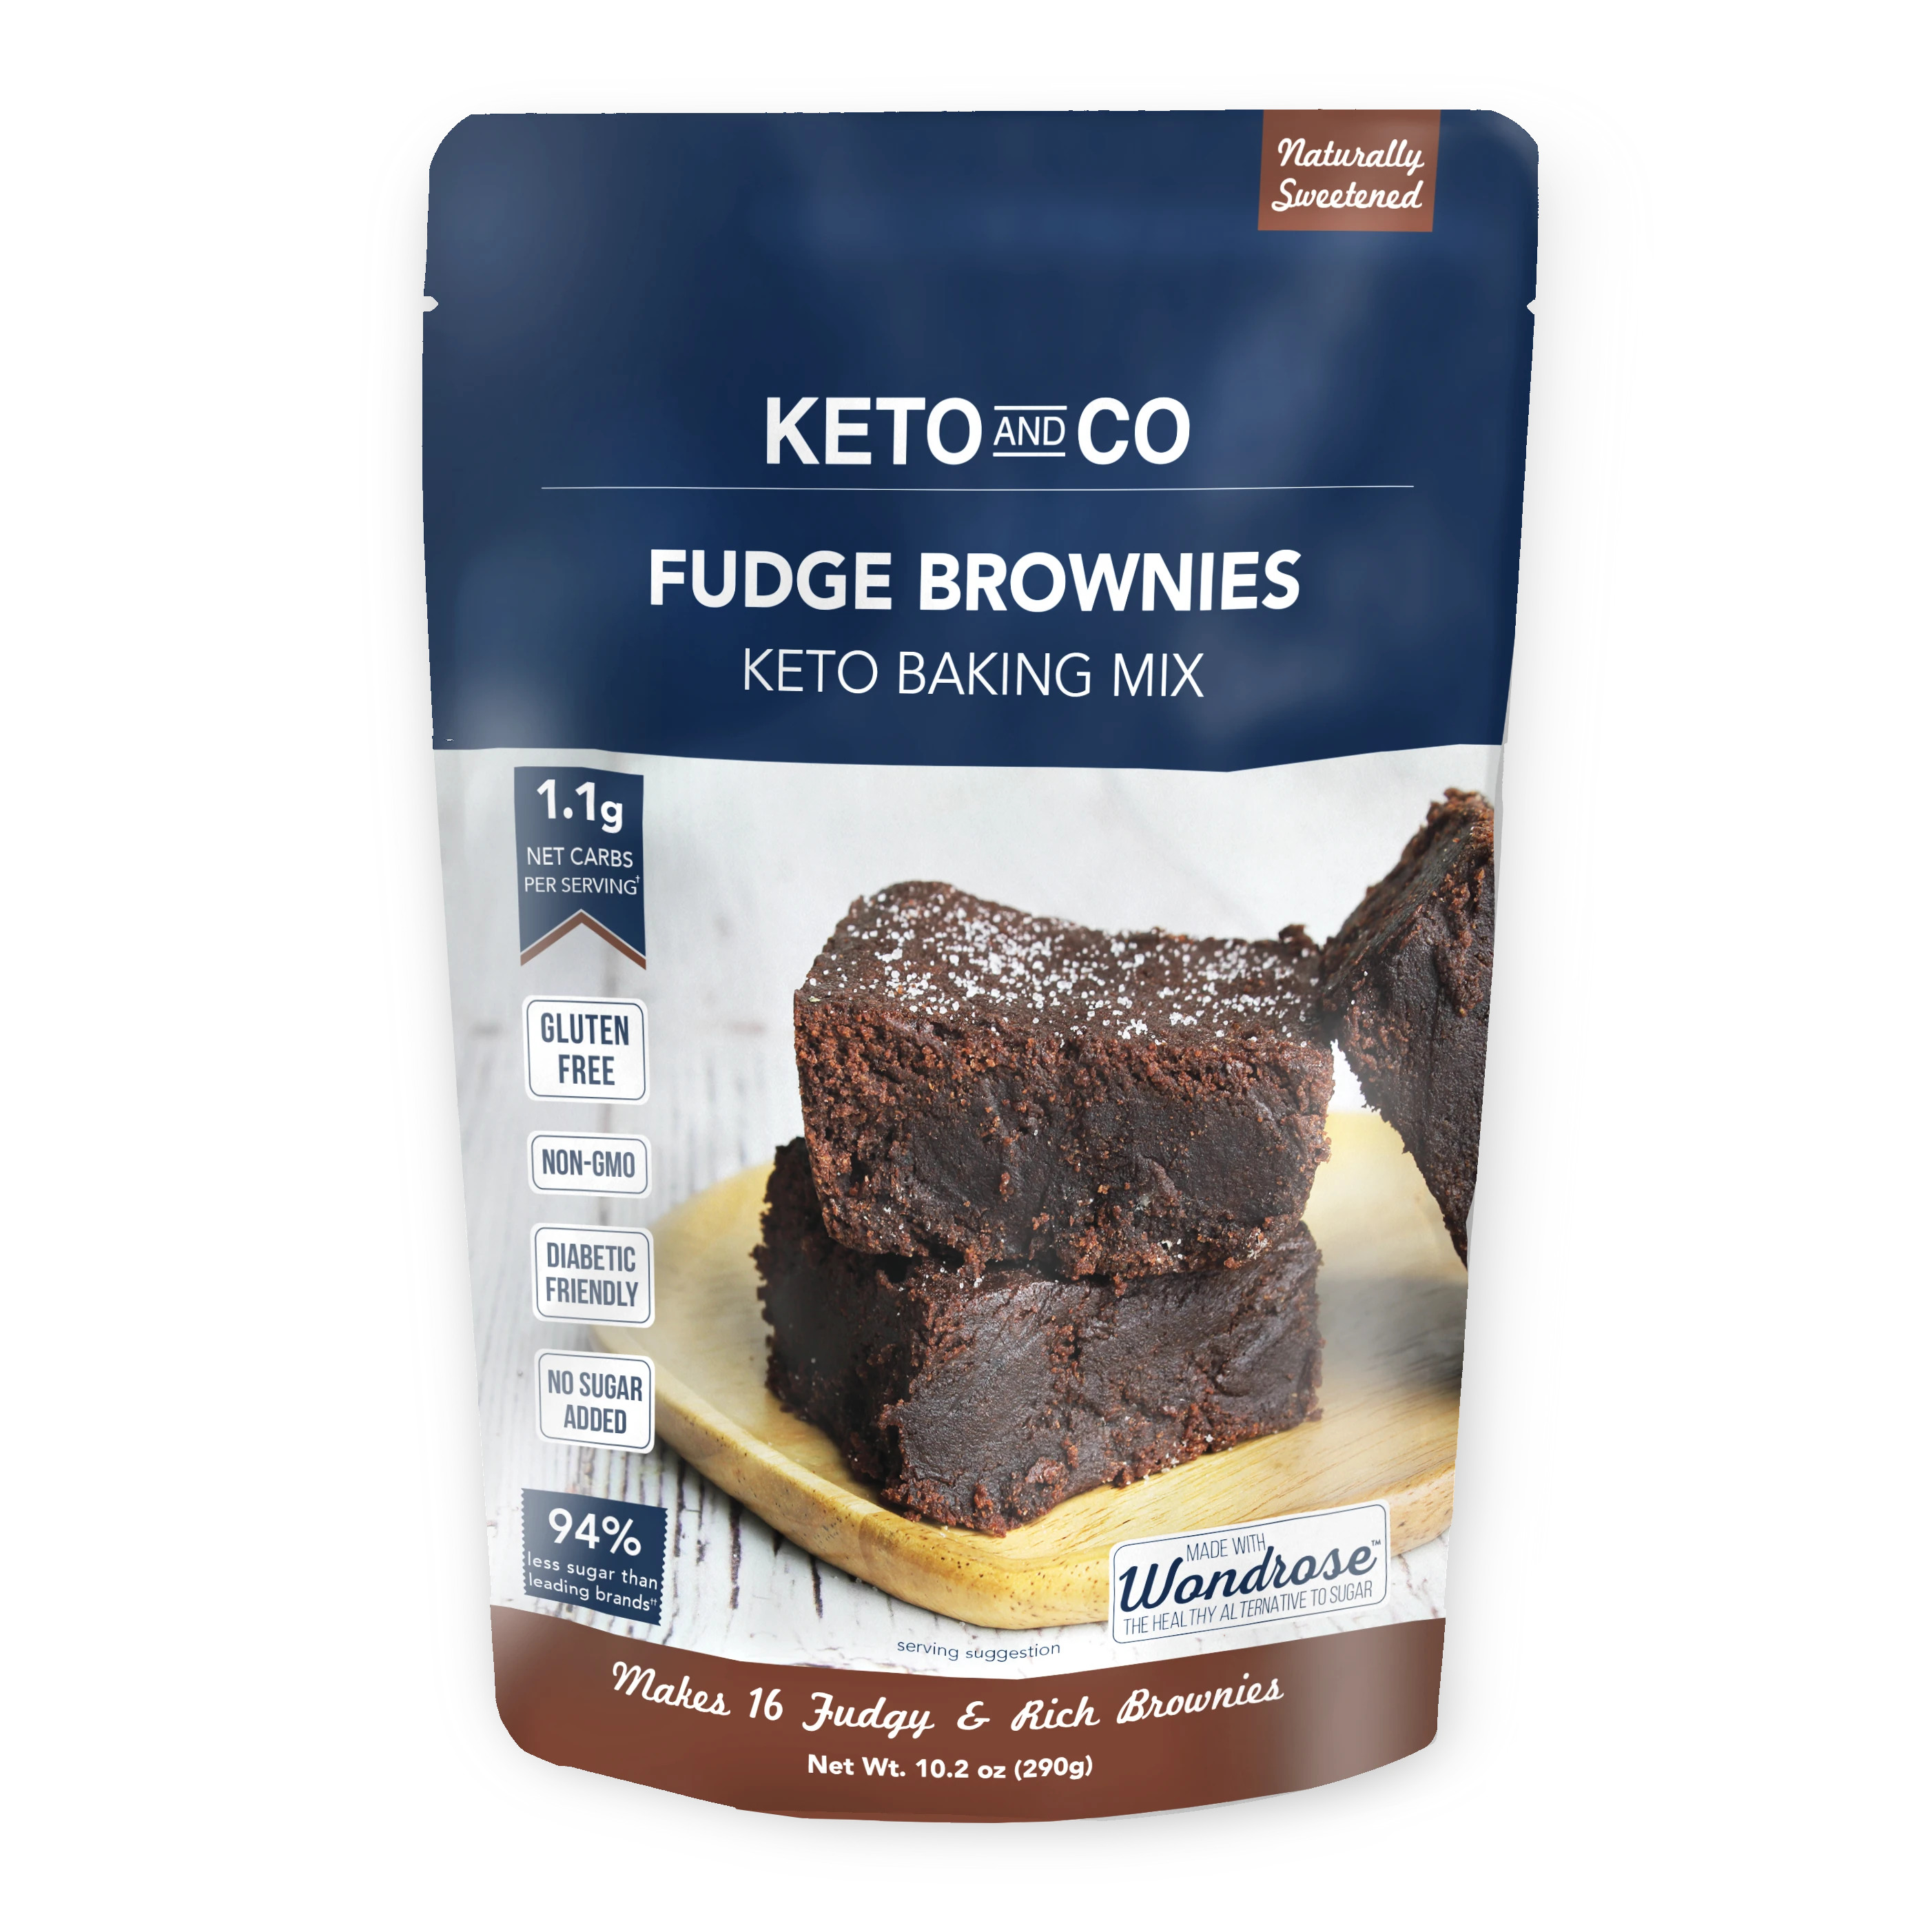 Naturally
Sweetened
KETO AND CO
FUDGE BROWNIES
KETO BAKING MIX
1.1g
NET CARBS
PER SERVING†
GLUTEN
FREE
NON-GMO
DIABETIC
FRIENDLY
NO SUGAR
ADDED
94%
less sugar than
leading brands††
MADE WITH
Wondrose™
THE HEALTHY ALTERNATIVE TO SUGAR
serving suggestion
Makes 16 Fudgy & Rich Brownies
Net Wt. 10.2 oz (290g)